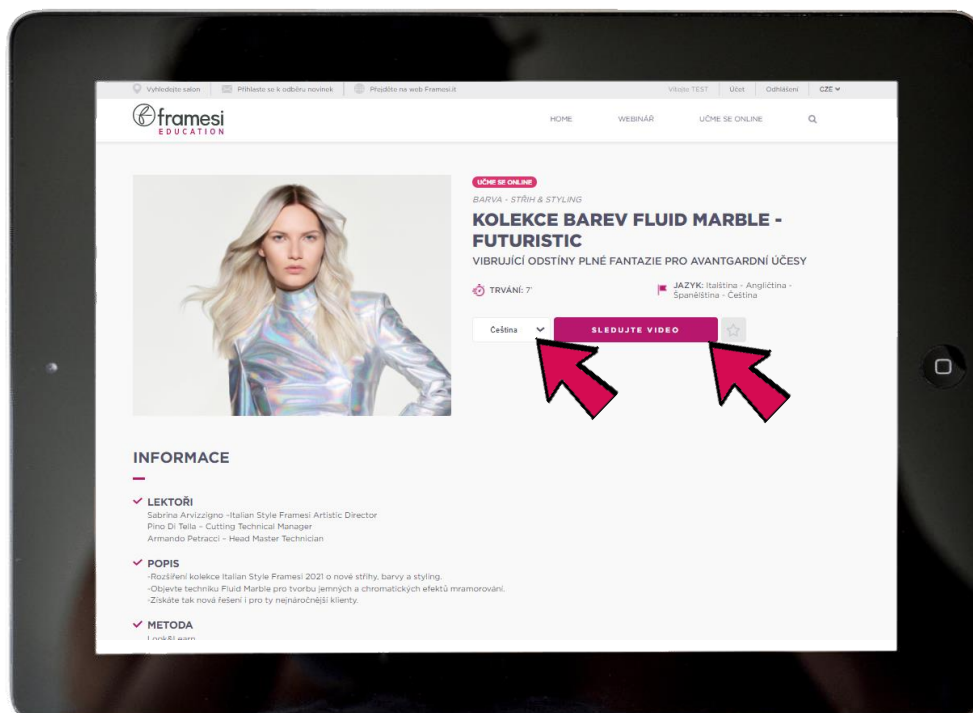 Vyhledejte salon
Přihlaste se k odběru novinek
Přejděte na web Framesi.it
Vítejte TEST
Účet
Odhlášení
CZE
framesi
EDUCATION
HOME
WEBINÁŘ
UČME SE ONLINE
UČME SE ONLINE
BARVA - STŘIH & STYLING
KOLEKCE BAREV FLUID MARBLE -
FUTURISTIC
VIBRUJÍCÍ ODSTÍNY PLNÉ FANTAZIE PRO AVANTGARDNÍ ÚČESY
TRVÁNÍ: 7'
JAZYK: Italština - Angličtina -
Španělština - Čeština
Čeština
SLEDUJTE VIDEO
INFORMACE
LEKTOŘI
Sabrina Arvizzigno –Italian Style Framesi Artistic Director
Pino Di Tella – Cutting Technical Manager
Armando Petracci – Head Master Technician
POPIS
-Rozšíření kolekce Italian Style Framesi 2021 o nové střihy, barvy a styling.
-Objevte techniku Fluid Marble pro tvorbu jemných a chromatických efektů mramorování.
-Získáte tak nová řešení i pro ty nejnáročnější klienty.
METODA
Look&Learn